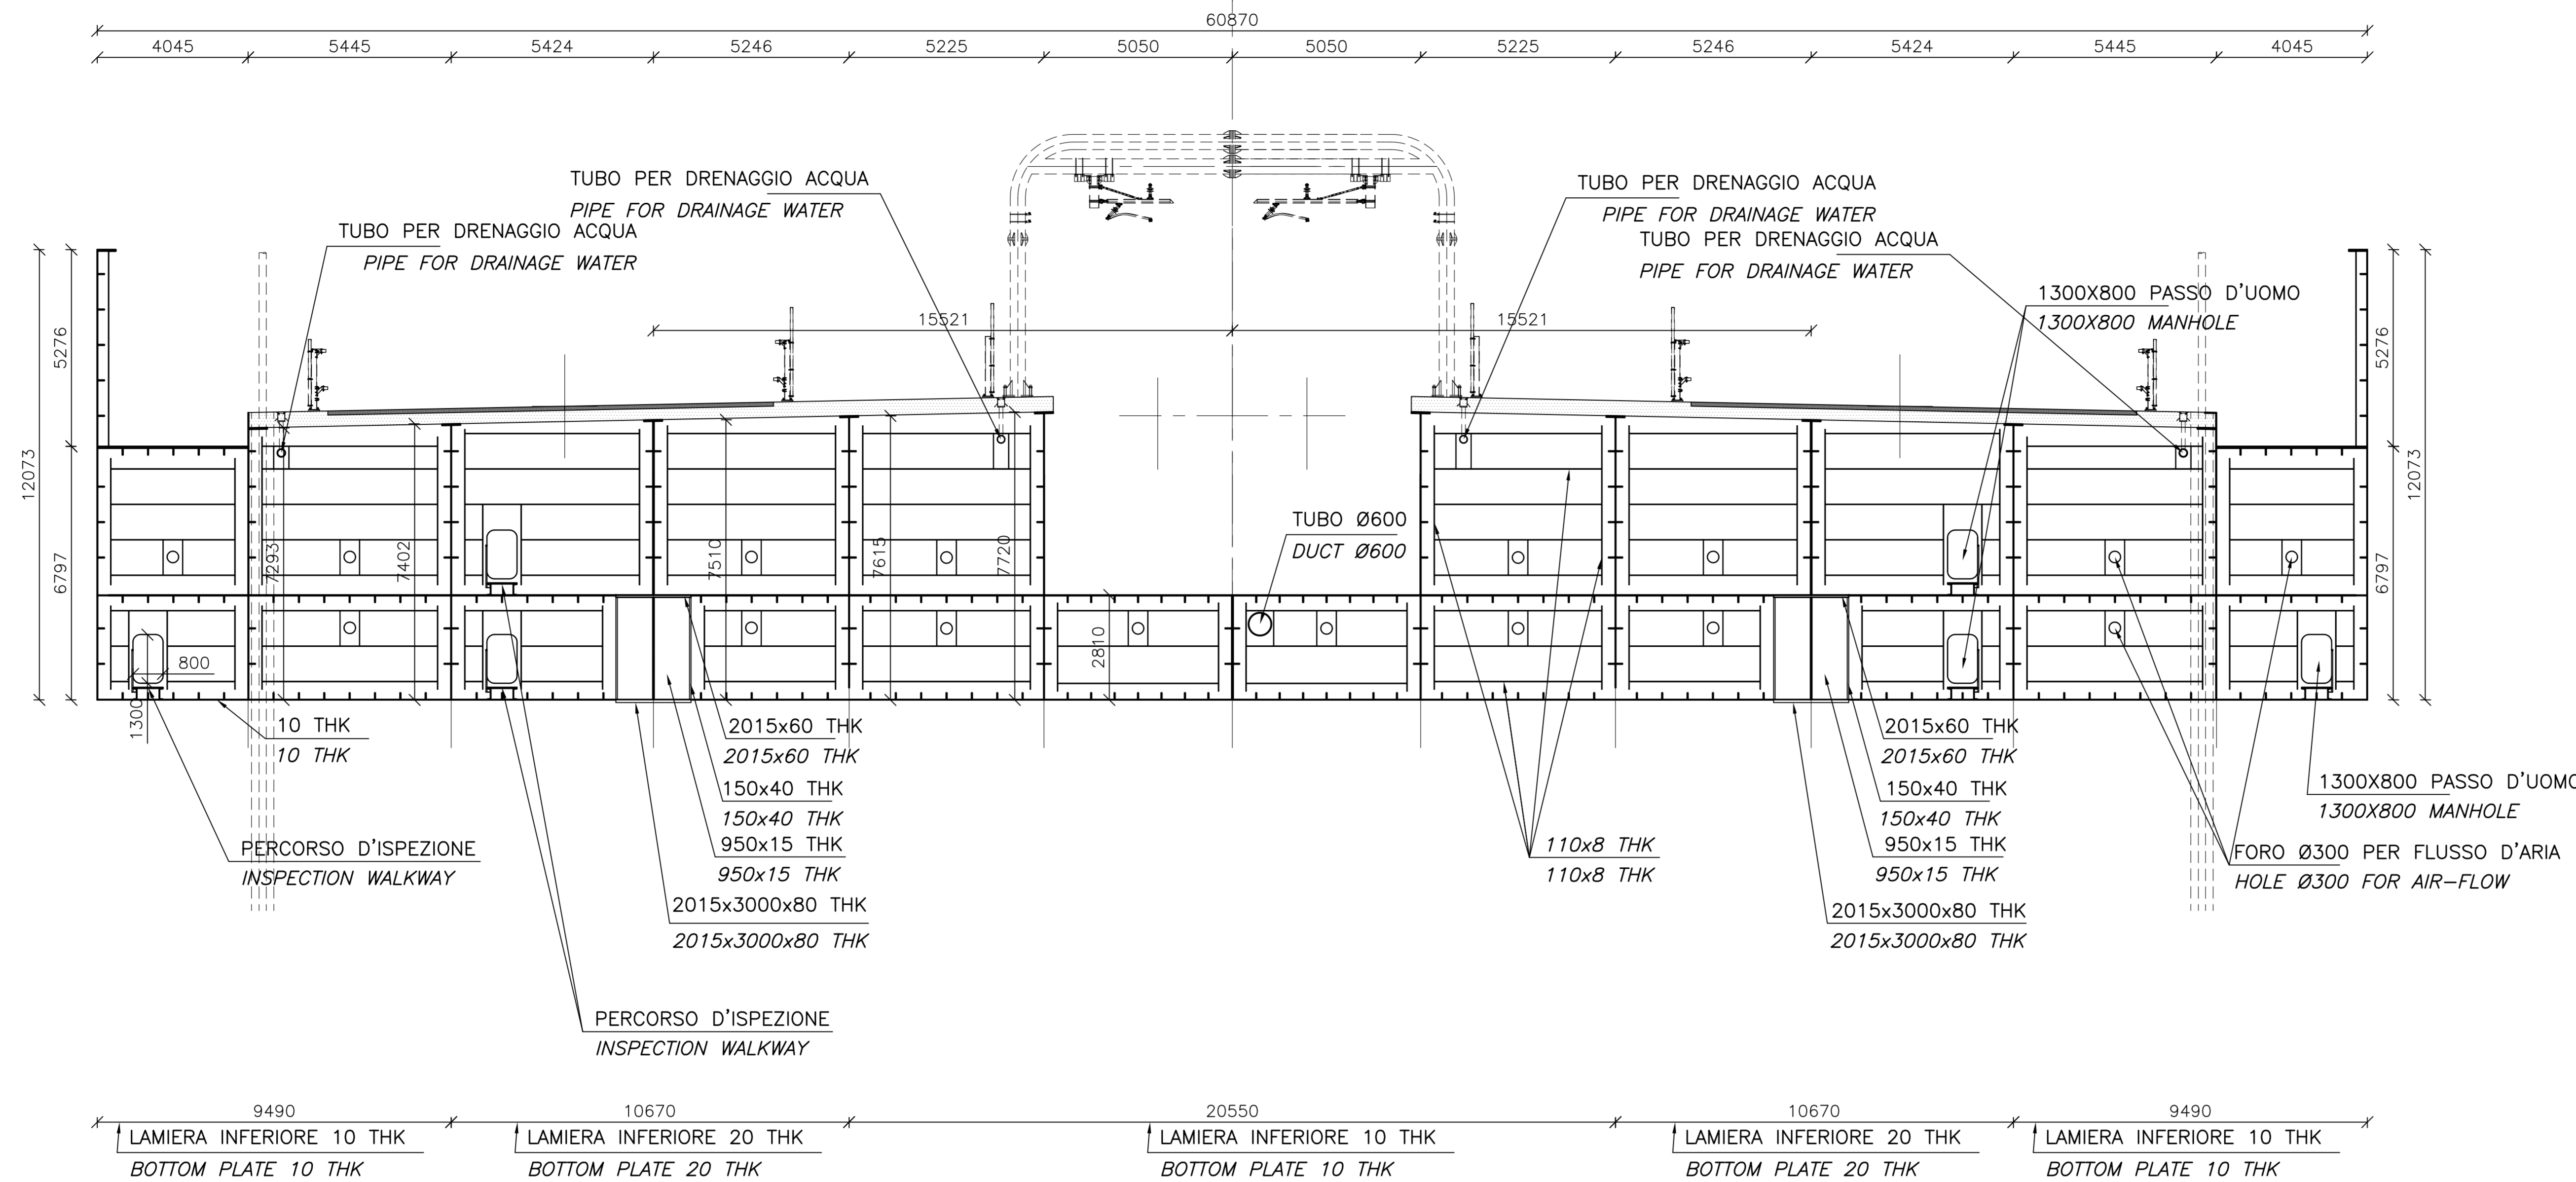 60870
4045 5445 5424 5246 5225 5050 5050 5225 5246 5424 5445 4045
TUBO PER DRENAGGIO ACQUA
PIPE FOR DRAINAGE WATER
TUBO PER DRENAGGIO ACQUA
PIPE FOR DRAINAGE WATER
TUBO PER DRENAGGIO ACQUA
PIPE FOR DRAINAGE WATER
TUBO PER DRENAGGIO ACQUA
PIPE FOR DRAINAGE WATER
1300X800 PASSO D'UOMO
1300X800 MANHOLE
15521 15521
5276
12073
6797
5276
12073
6797
7293
7402
7510
7615
7720
2810
TUBO Ø600
DUCT Ø600
800
1300
10 THK
10 THK
PERCORSO D'ISPEZIONE
INSPECTION WALKWAY
2015x60 THK
2015x60 THK
150x40 THK
150x40 THK
950x15 THK
950x15 THK
2015x3000x80 THK
2015x3000x80 THK
PERCORSO D'ISPEZIONE
INSPECTION WALKWAY
110x8 THK
110x8 THK
2015x60 THK
2015x60 THK
150x40 THK
150x40 THK
950x15 THK
950x15 THK
2015x3000x80 THK
2015x3000x80 THK
1300X800 PASSO D'UOMO
1300X800 MANHOLE
FORO Ø300 PER FLUSSO D'ARIA
HOLE Ø300 FOR AIR-FLOW
9490 10670 20550 10670 9490
LAMIERA INFERIORE 10 THK
BOTTOM PLATE 10 THK
LAMIERA INFERIORE 20 THK
BOTTOM PLATE 20 THK
LAMIERA INFERIORE 10 THK
BOTTOM PLATE 10 THK
LAMIERA INFERIORE 20 THK
BOTTOM PLATE 20 THK
LAMIERA INFERIORE 10 THK
BOTTOM PLATE 10 THK